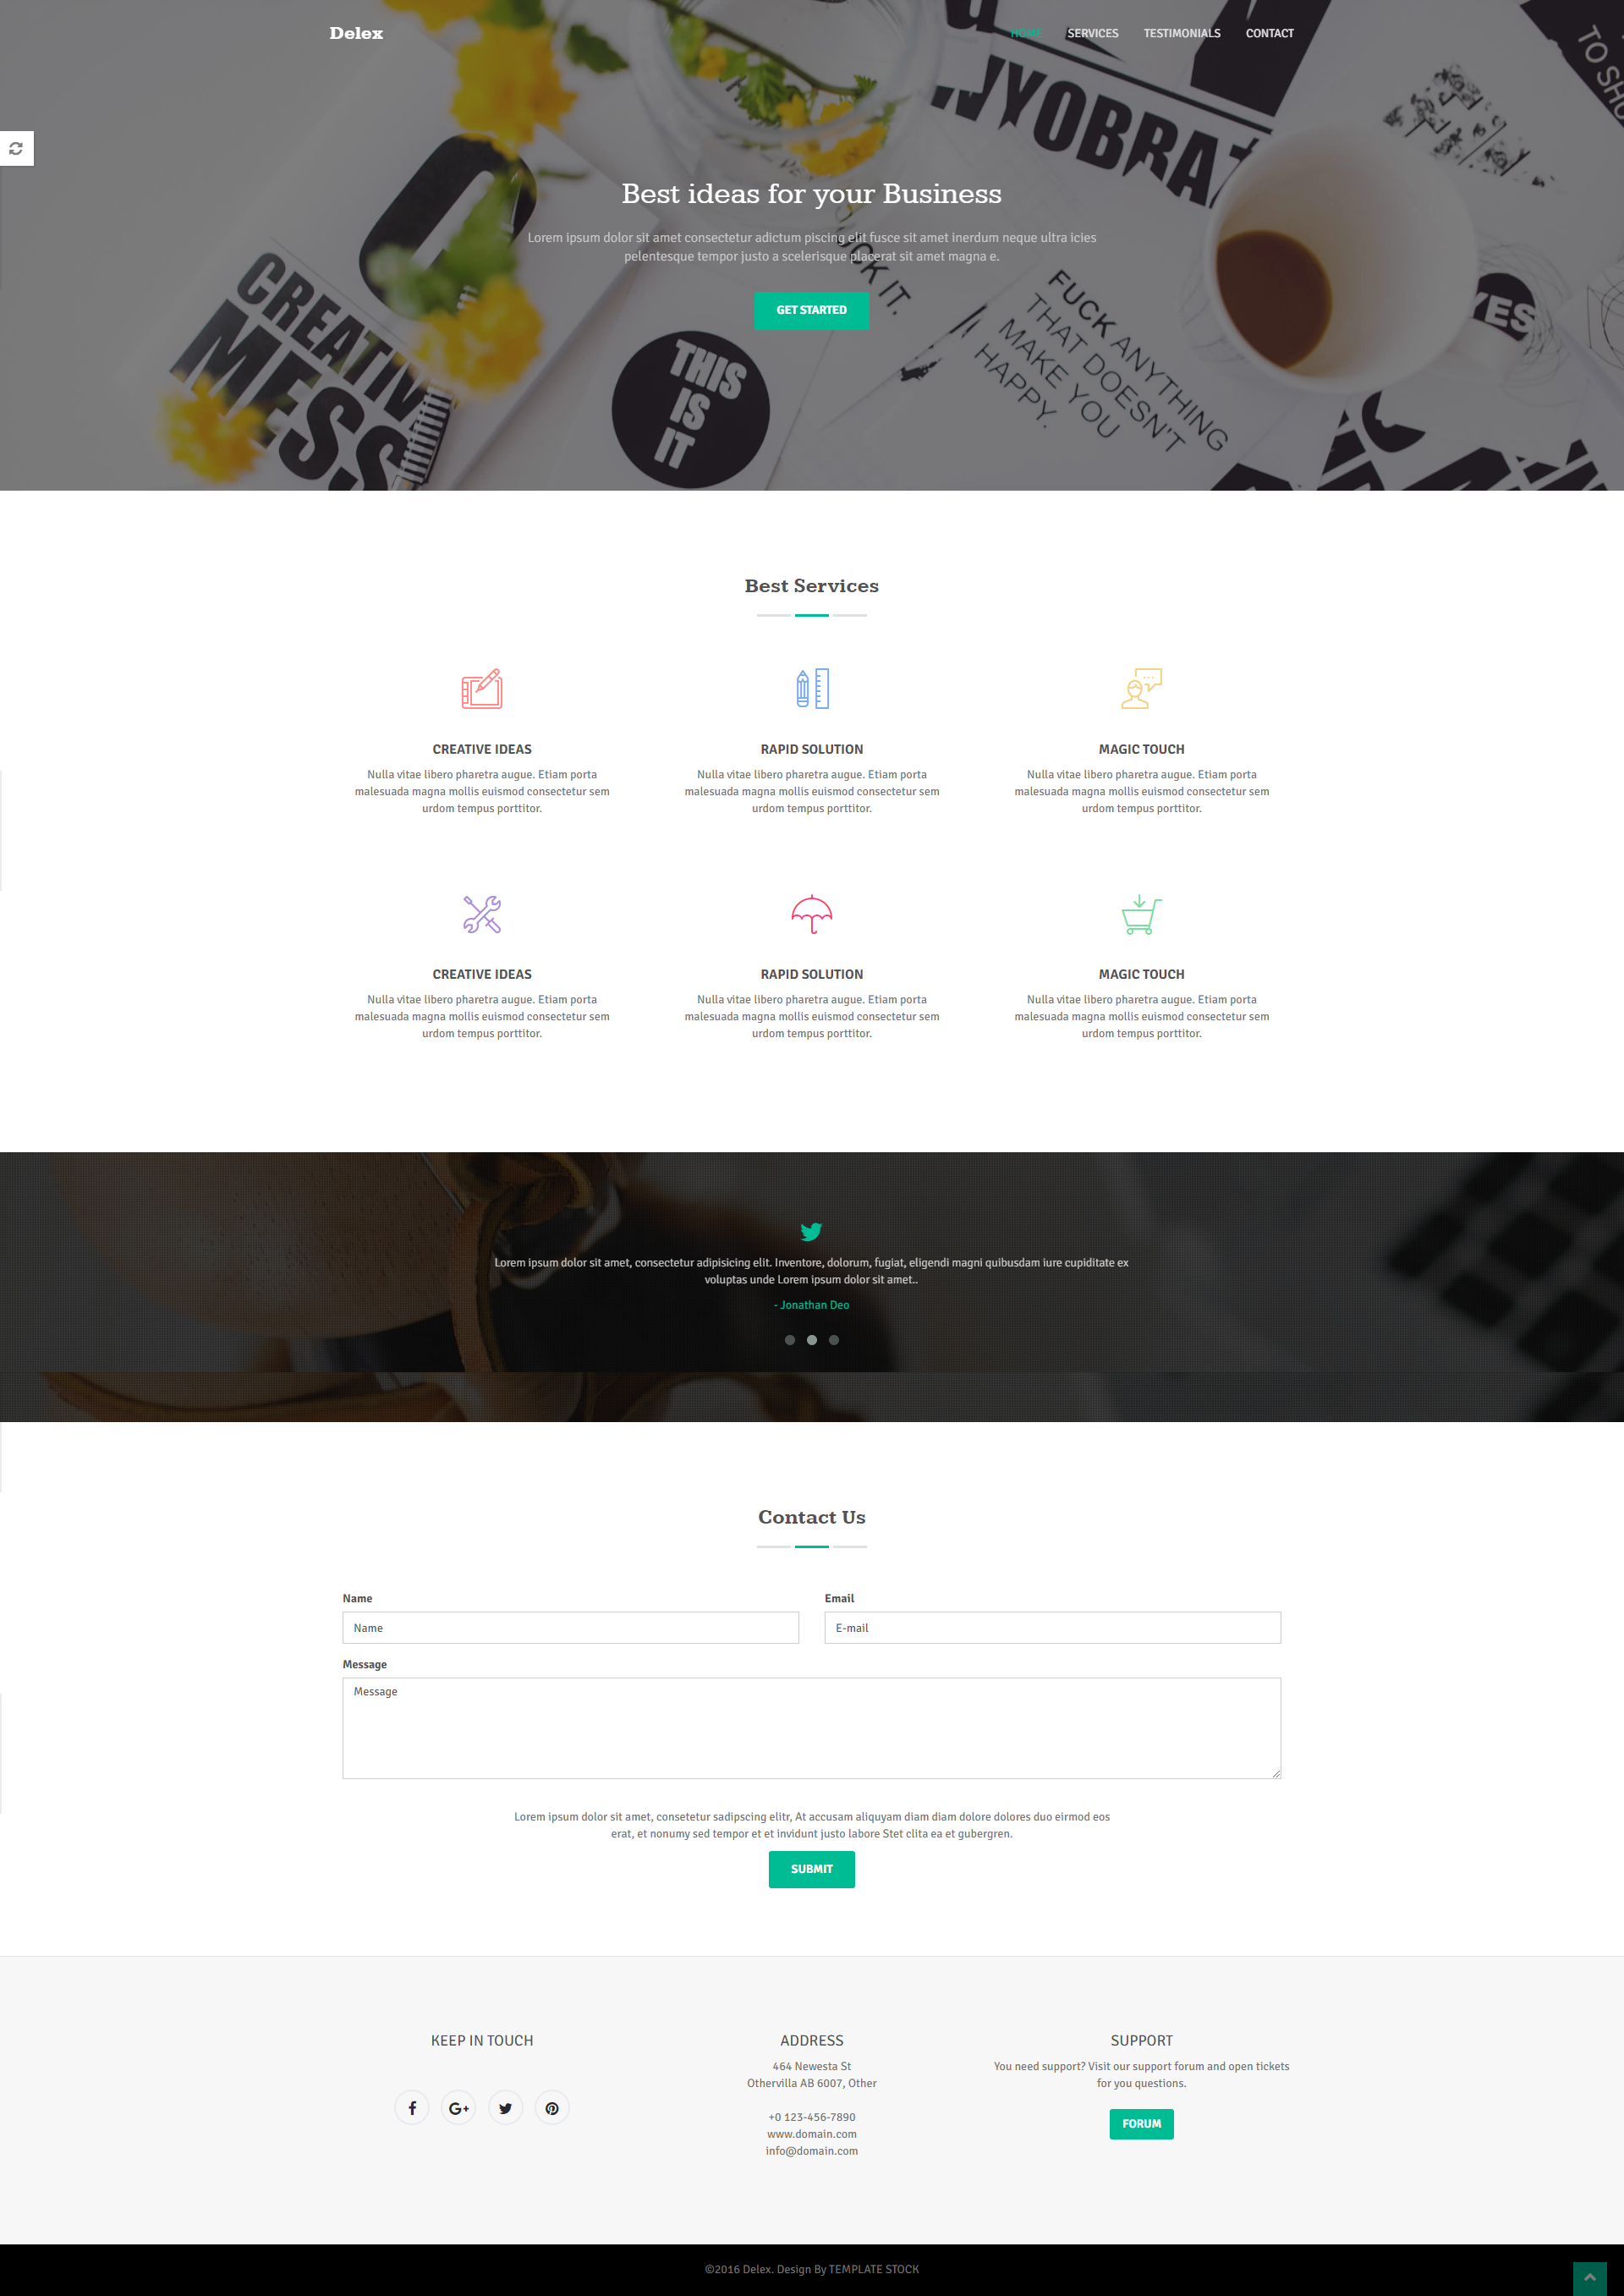 Delex
HOME SERVICES TESTIMONIALS CONTACT
TO SHO
NYOBRA
Best ideas for your Business
Lorem ipsum dolor sit amet consectetur adictum piscing elit fusce sit amet inerdum neque ultra icies
pelentesque tempor justo a scelerisque placerat sit amet magna e.
GET STARTED
CREATIV
MESS
THIS
IS
IT
FUCK ANYTHING
THAT DOESN'T
MAKE YOU
HAPPY.
YES
Best Services
CREATIVE IDEAS
Nulla vitae libero pharetra augue. Etiam porta
malesuada magna mollis euismod consectetur sem
urdom tempus porttitor.
RAPID SOLUTION
Nulla vitae libero pharetra augue. Etiam porta
malesuada magna mollis euismod consectetur sem
urdom tempus porttitor.
MAGIC TOUCH
Nulla vitae libero pharetra augue. Etiam porta
malesuada magna mollis euismod consectetur sem
urdom tempus porttitor.
CREATIVE IDEAS
Nulla vitae libero pharetra augue. Etiam porta
malesuada magna mollis euismod consectetur sem
urdom tempus porttitor.
RAPID SOLUTION
Nulla vitae libero pharetra augue. Etiam porta
malesuada magna mollis euismod consectetur sem
urdom tempus porttitor.
MAGIC TOUCH
Nulla vitae libero pharetra augue. Etiam porta
malesuada magna mollis euismod consectetur sem
urdom tempus porttitor.
Lorem ipsum dolor sit amet, consectetur adipisicing elit. Inventore, dolorum, fugiat, eligendi magni quibusdam iure cupiditate ex
voluptas unde Lorem ipsum dolor sit amet..
- Jonathan Deo
Contact Us
Name
Name
Email
E-mail
Message
Message
Lorem ipsum dolor sit amet, consetetur sadipscing elitr, At accusam aliquyam diam diam dolore dolores duo eirmod eos
erat, et nonumy sed tempor et et invidunt justo labore Stet clita ea et gubergren.
SUBMIT
KEEP IN TOUCH
ADDRESS
464 Newesta St
Othervilla AB 6007, Other
+0 123-456-7890
www.domain.com
info@domain.com
SUPPORT
You need support? Visit our support forum and open tickets
for you questions.
FORUM
©2016 Delex. Design By TEMPLATE STOCK